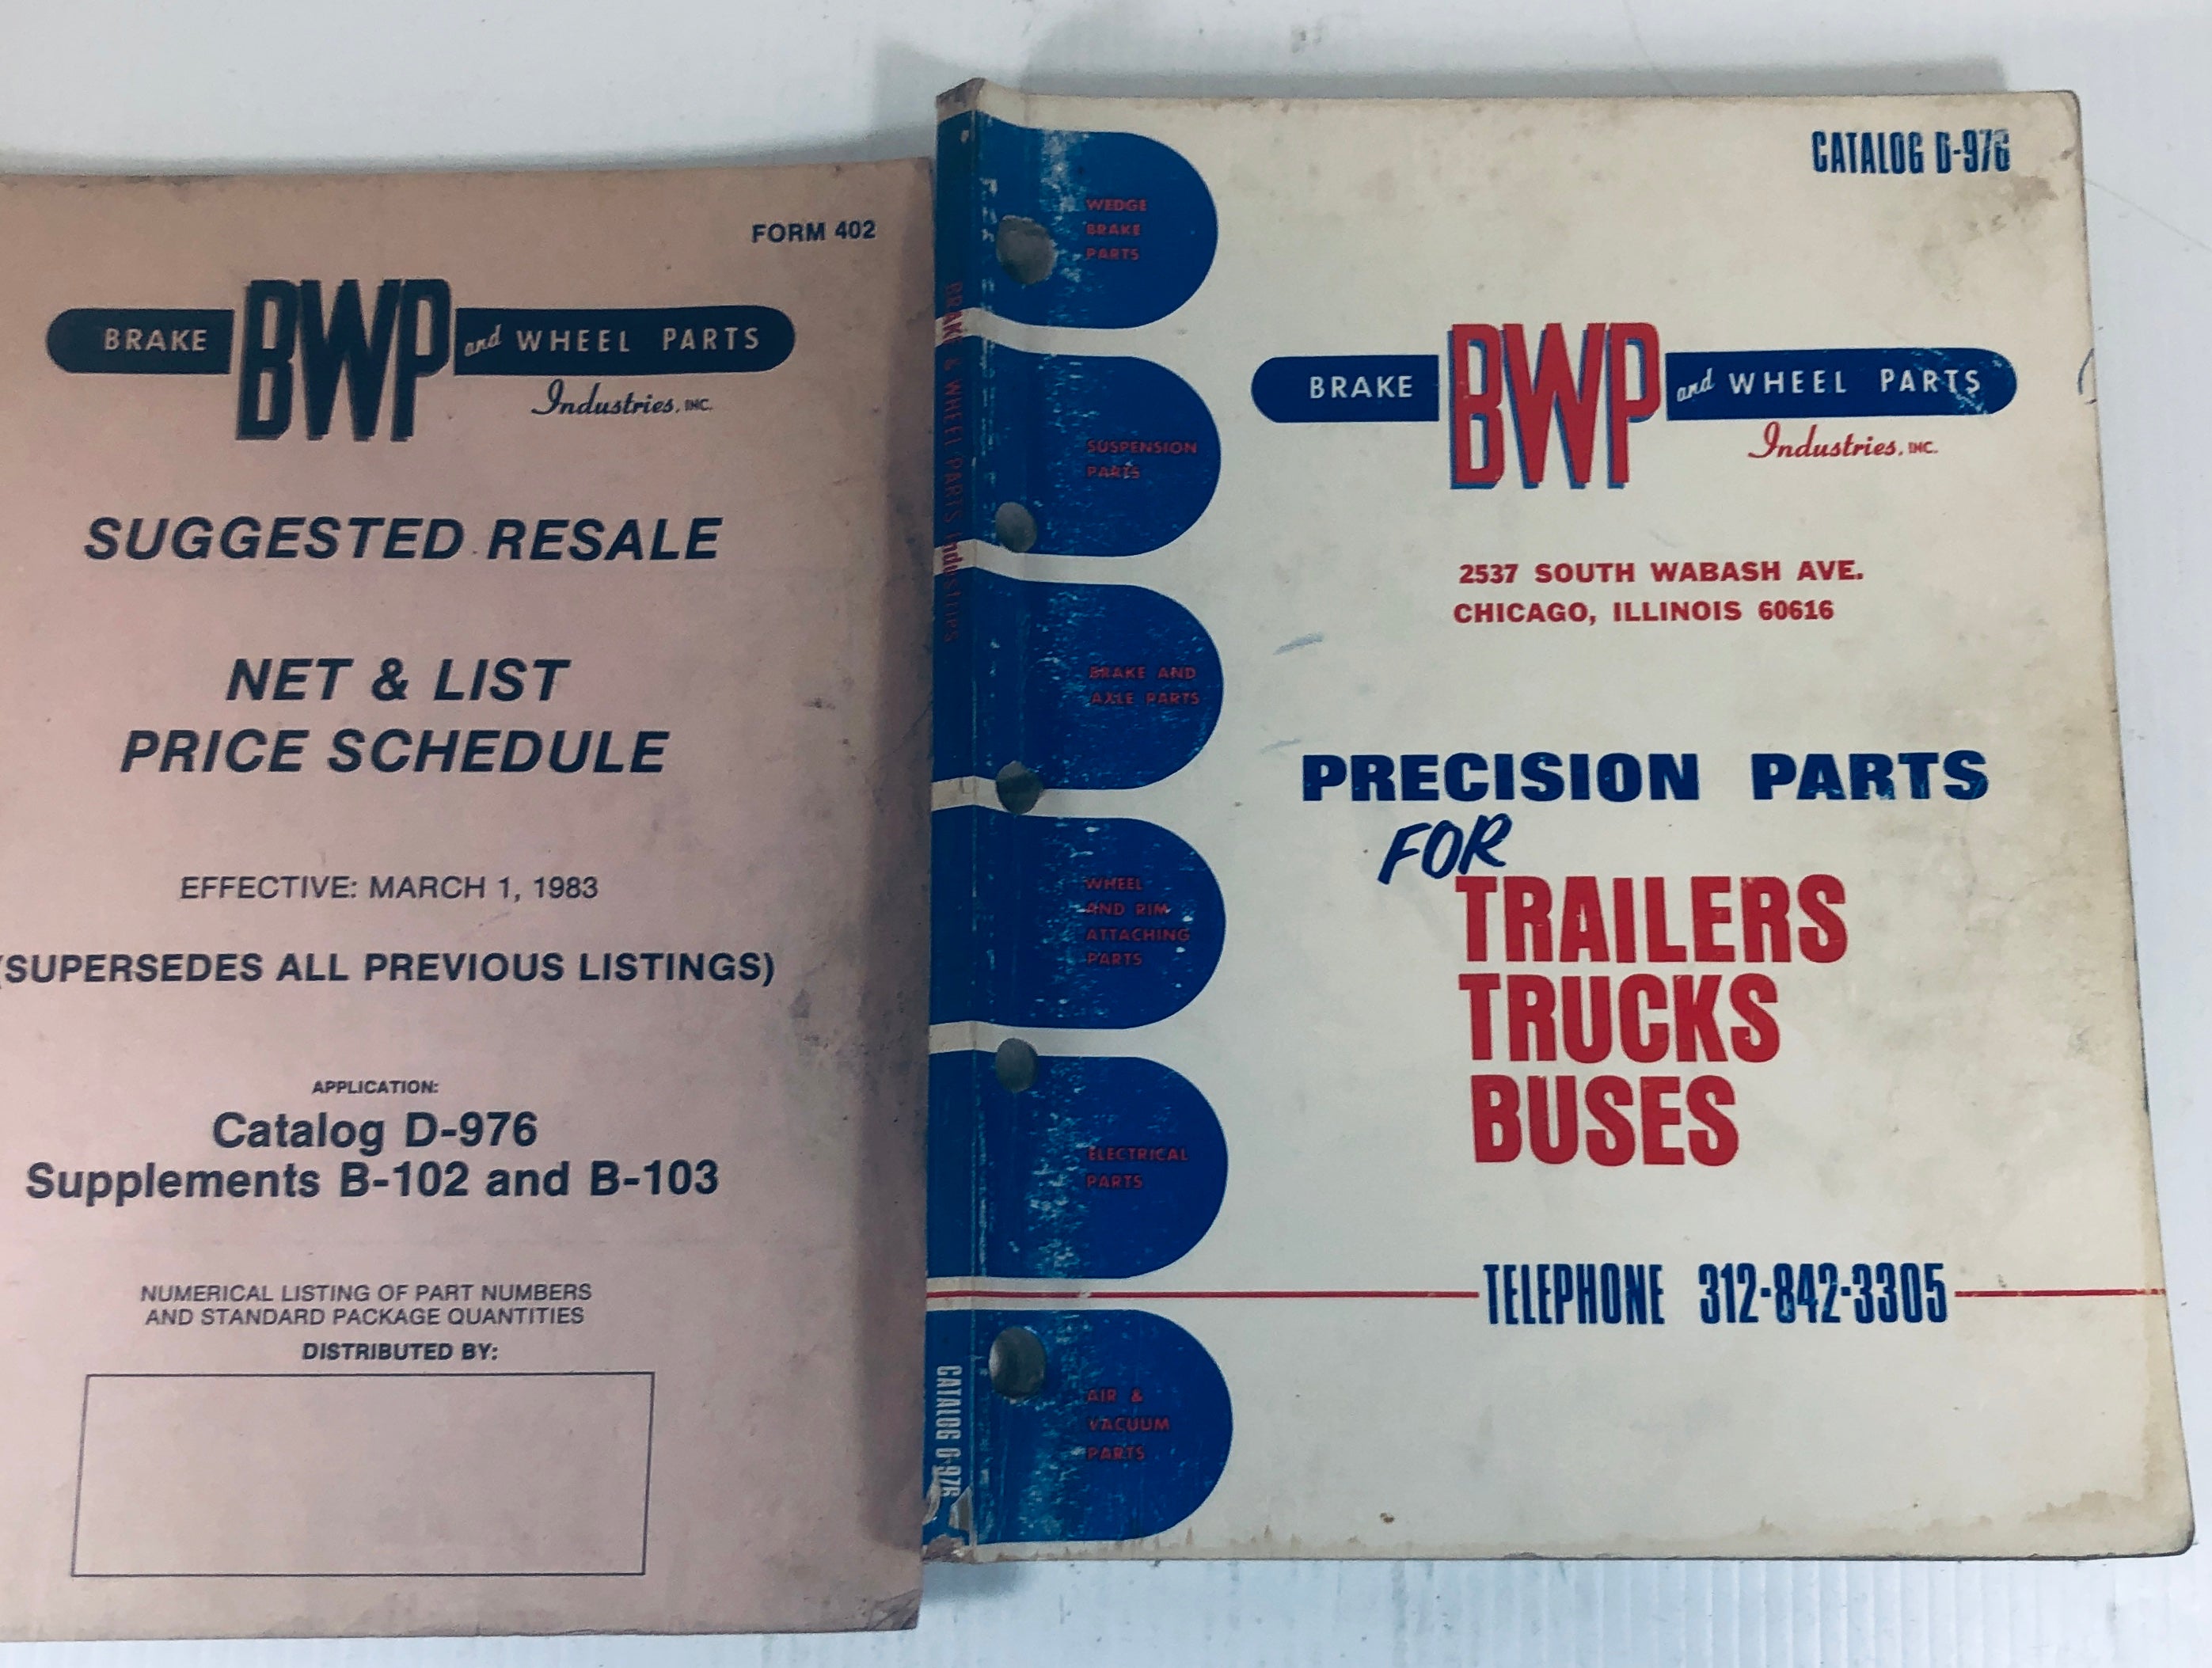 FORM 402
BRAKE BWP and WHEEL PARTS
Industries, INC.
SUGGESTED RESALE
NET & LIST
PRICE SCHEDULE
EFFECTIVE: MARCH 1, 1983
(SUPERSEDES ALL PREVIOUS LISTINGS)
APPLICATION:
Catalog D-976
Supplements B-102 and B-103
NUMERICAL LISTING OF PART NUMBERS
AND STANDARD PACKAGE QUANTITIES
DISTRIBUTED BY:
BRAKE & WHEEL PARTS Industries
CATALOG D-976
WEDGE
BRAKE
PARTS
SUSPENSION
PARTS
BRAKE AND
AXLE PARTS
WHEEL
AND RIM
ATTACHING
PARTS
ELECTRICAL
PARTS
AIR &
VACUUM
PARTS
CATALOG D-976
BRAKE BWP and WHEEL PARTS
Industries, INC.
2537 SOUTH WABASH AVE.
CHICAGO, ILLINOIS 60616
PRECISION PARTS
FOR
TRAILERS
TRUCKS
BUSES
TELEPHONE 312-842-3305